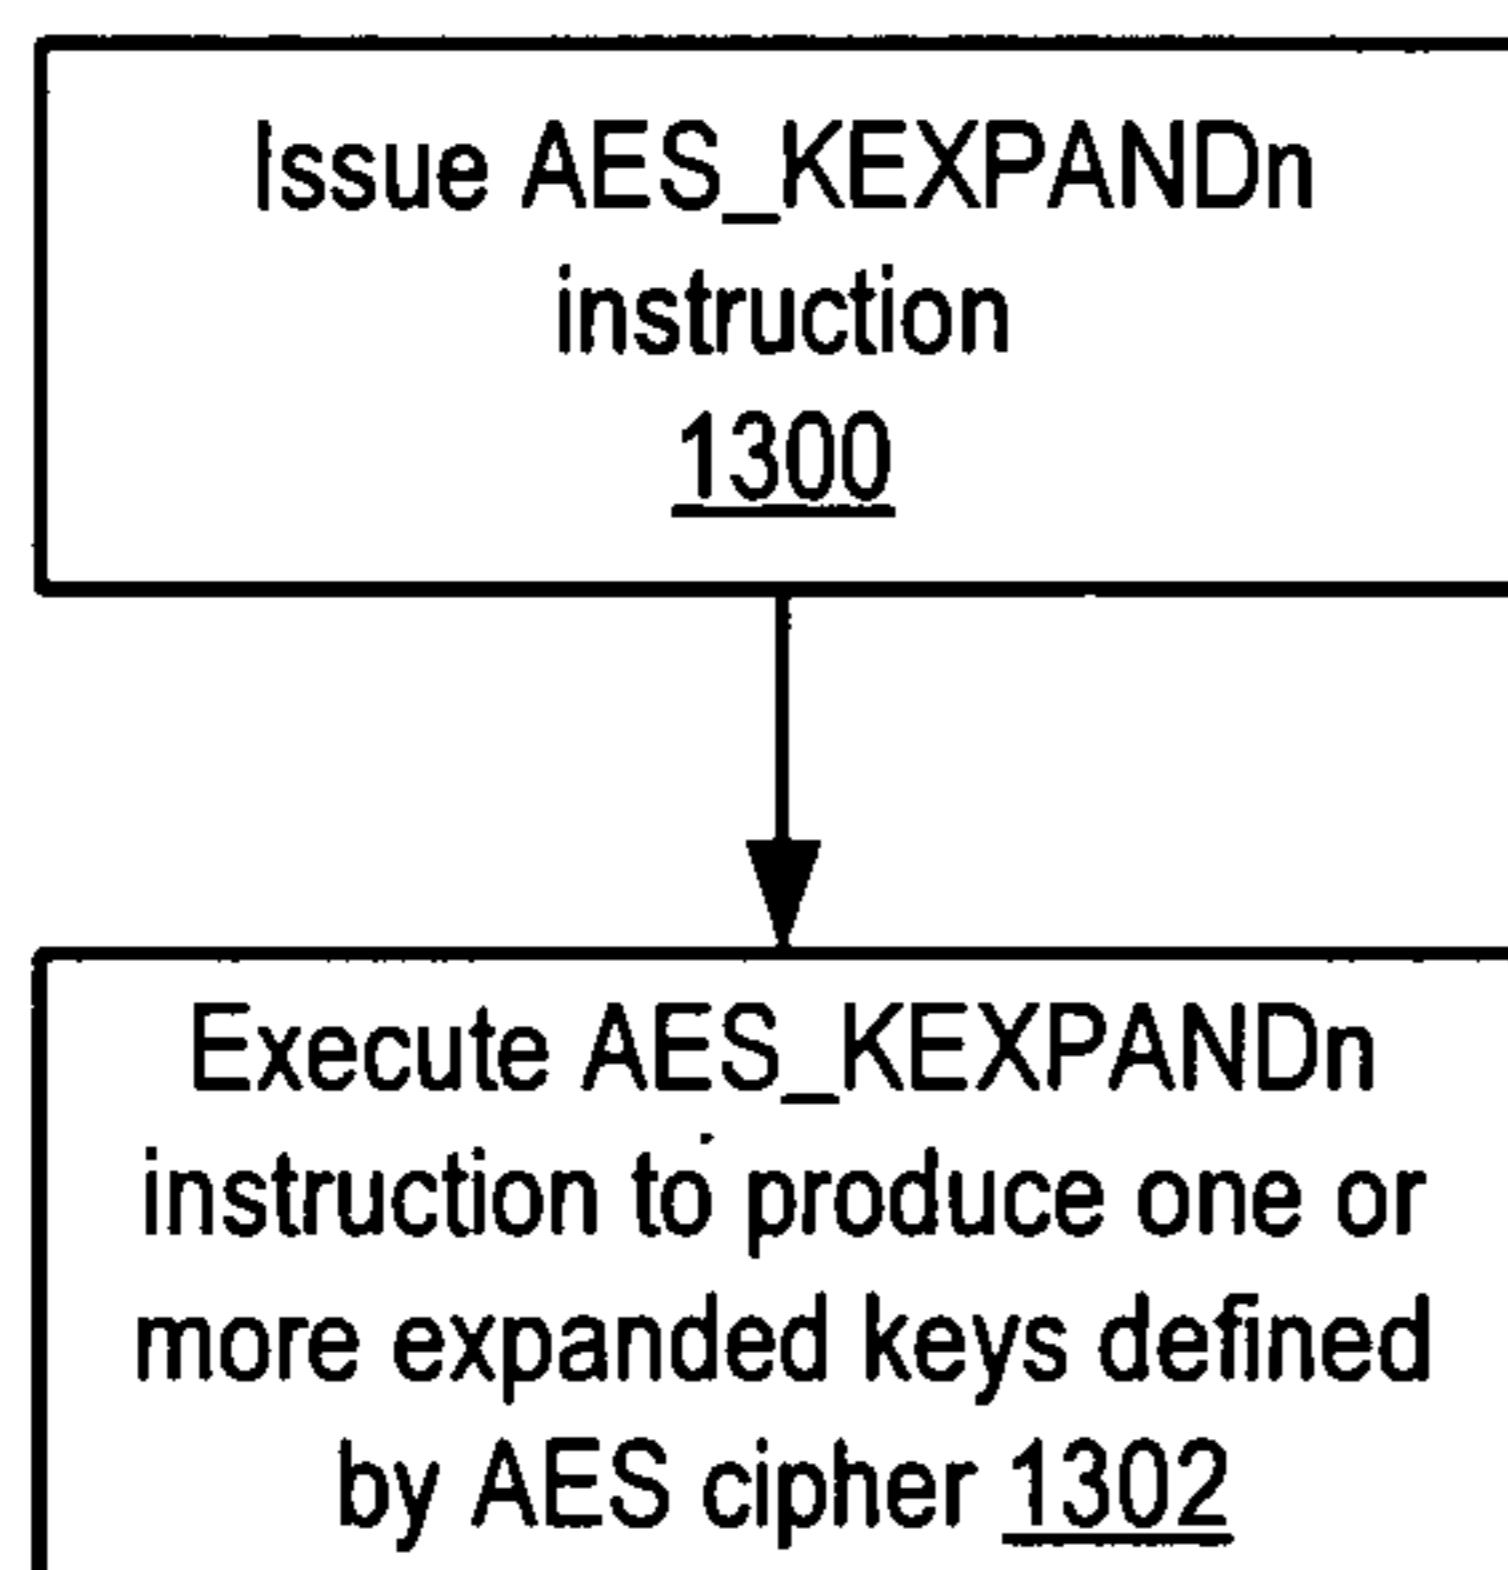 Issue AES_KEXPANDn
instruction
1300
Execute AES_KEXPANDn
instruction to produce one or
more expanded keys defined
by AES cipher 1302